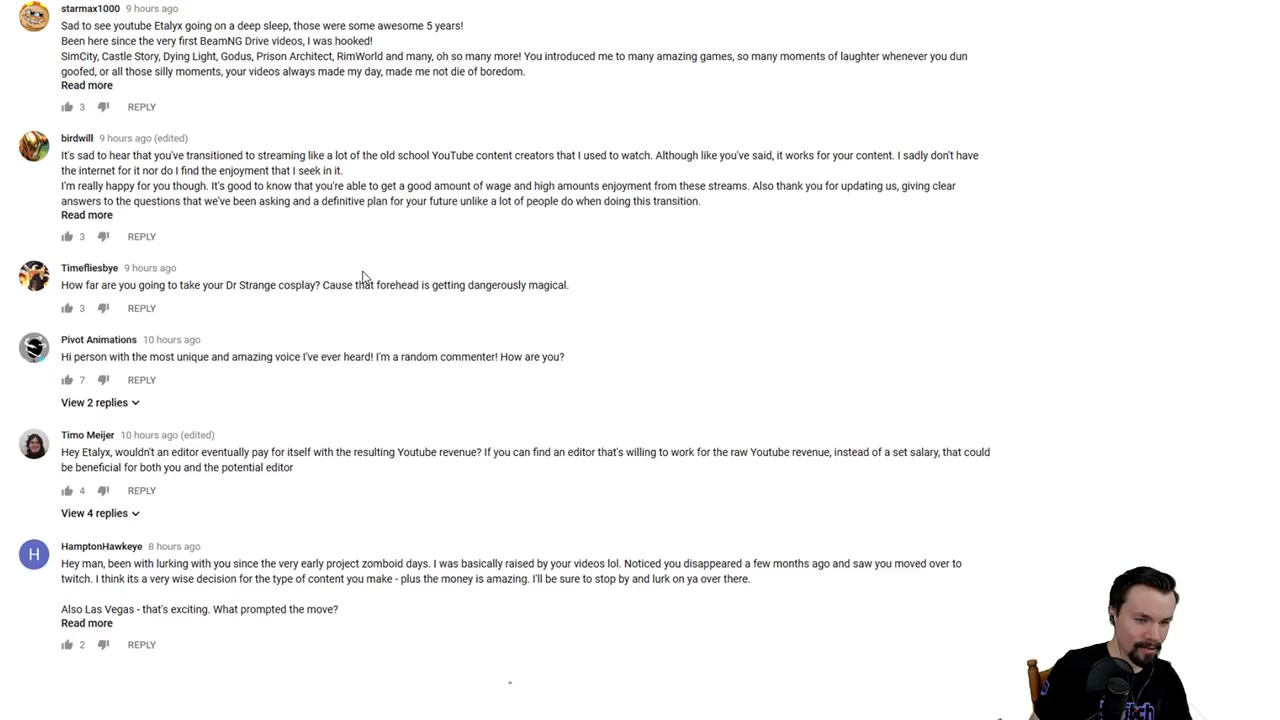 starmax1000 9 hours ago
Sad to see youtube Etalyx going on a deep sleep, those were some awesome 5 years!
Been here since the very first BeamNG Drive videos, I was hooked!
SimCity, Castle Story, Dying Light, Godus, Prison Architect, RimWorld and many, oh so many more! You introduced me to many amazing games, so many moments of laughter whenever you dun
goofed, or all those silly moments, your videos always made my day, made me not die of boredom.
Read more
3 REPLY
birdwill 9 hours ago (edited)
It's sad to hear that you've transitioned to streaming like a lot of the old school YouTube content creators that I used to watch. Although like you've said, it works for your content. I sadly don't have
the internet for it nor do I find the enjoyment that I seek in it.
I'm really happy for you though. It's good to know that you're able to get a good amount of wage and high amounts enjoyment from these streams. Also thank you for updating us, giving clear
answers to the questions that we've been asking and a definitive plan for your future unlike a lot of people do when doing this transition.
Read more
3 REPLY
Timefliesbye 9 hours ago
How far are you going to take your Dr Strange cosplay? Cause that forehead is getting dangerously magical.
3 REPLY
Pivot Animations 10 hours ago
Hi person with the most unique and amazing voice I've ever heard! I'm a random commenter! How are you?
7 REPLY
View 2 replies
Timo Meijer 10 hours ago (edited)
Hey Etalyx, wouldn't an editor eventually pay for itself with the resulting Youtube revenue? If you can find an editor that's willing to work for the raw Youtube revenue, instead of a set salary, that could
be beneficial for both you and the potential editor
4 REPLY
View 4 replies
H
HamptonHawkeye 8 hours ago
Hey man, been with lurking with you since the very early project zomboid days. I was basically raised by your videos lol. Noticed you disappeared a few months ago and saw you moved over to
twitch. I think its a very wise decision for the type of content you make - plus the money is amazing. I'll be sure to stop by and lurk on ya over there.
Also Las Vegas - that's exciting. What prompted the move?
Read more
2 REPLY